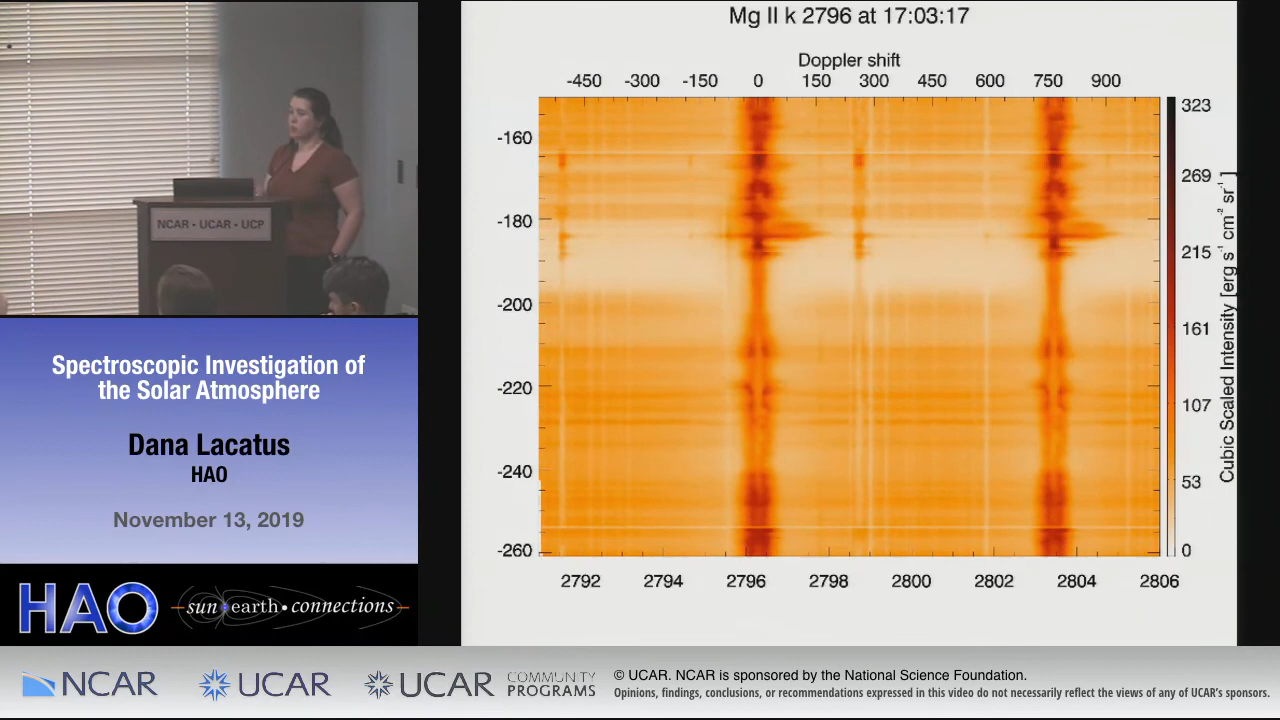 Mg II k 2796 at 17:03:17
Doppler shift
-450 -300 -150 0 150 300 450 600 750 900
-160
-180
-200
-220
-240
-260
2792 2794 2796 2798 2800 2802 2804 2806
323
269
215
161
107
53
0
Cubic Scaled Intensity [erg s⁻¹ cm⁻² sr⁻¹]
NCAR • UCAR • UCP
Spectroscopic Investigation of
the Solar Atmosphere
Dana Lacatus
HAO
November 13, 2019
HAO
sun earth • connections
NCAR
UCAR
UCAR
COMMUNITY
PROGRAMS
© UCAR. NCAR is sponsored by the National Science Foundation.
Opinions, findings, conclusions, or recommendations expressed in this video do not necessarily reflect the views of any of UCAR's sponsors.